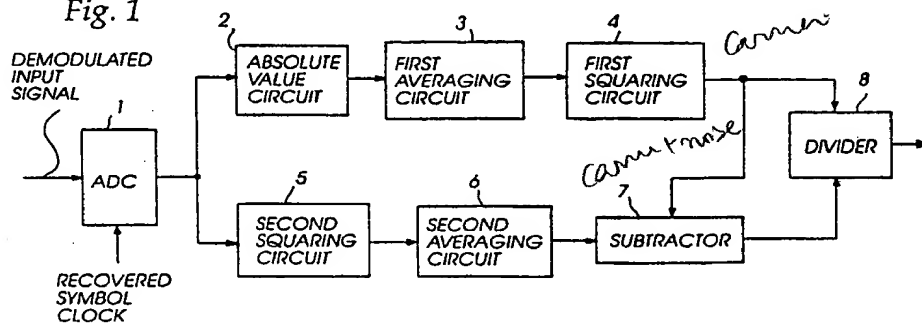 Fig. 1
DEMODULATED
INPUT
SIGNAL
1
ADC
RECOVERED
SYMBOL
CLOCK
2
ABSOLUTE
VALUE
CIRCUIT
3
FIRST
AVERAGING
CIRCUIT
4
FIRST
SQUARING
CIRCUIT
Carrier
8
DIVIDER
Carrier + noise
5
SECOND
SQUARING
CIRCUIT
6
SECOND
AVERAGING
CIRCUIT
7
SUBTRACTOR